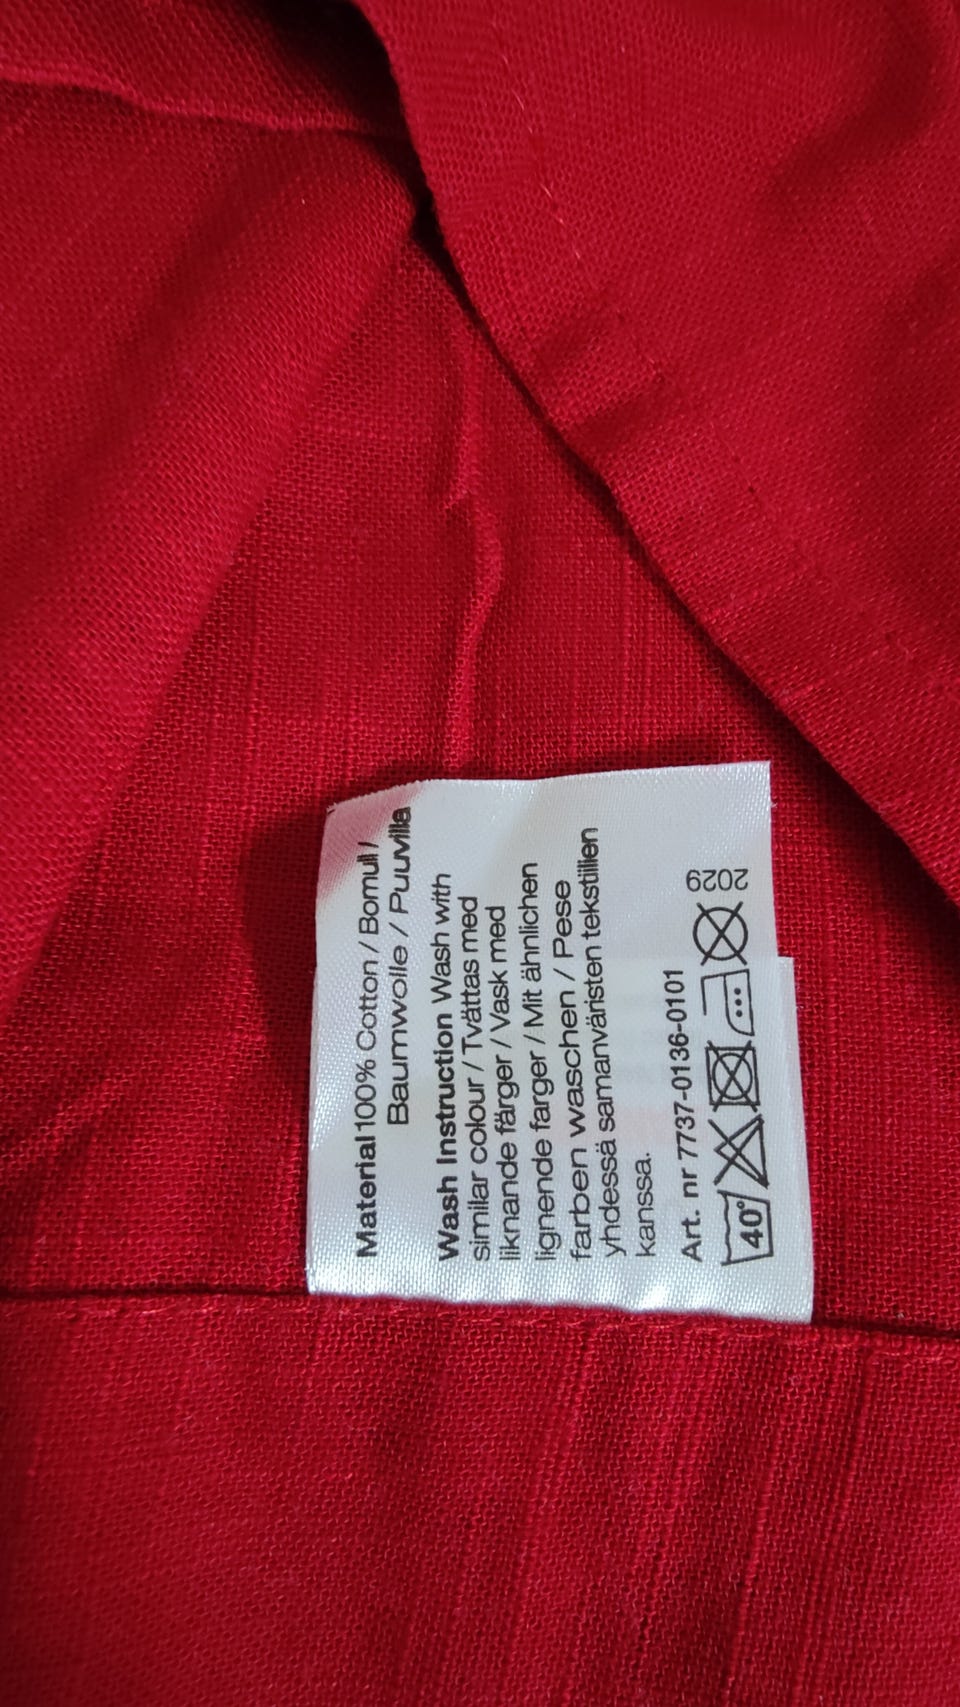 Material 100% Cotton / Bomull /
Baumwolle / Puuvilla
Wash Instruction Wash with
similar colour / Tvättas med
liknande färger / Vask med
lignende farger / Mit ähnlichen
farben waschen / Pese
yhdessä samanväristen tekstiilien
kanssa.
Art. nr 7737-0136-0101
40°
2029